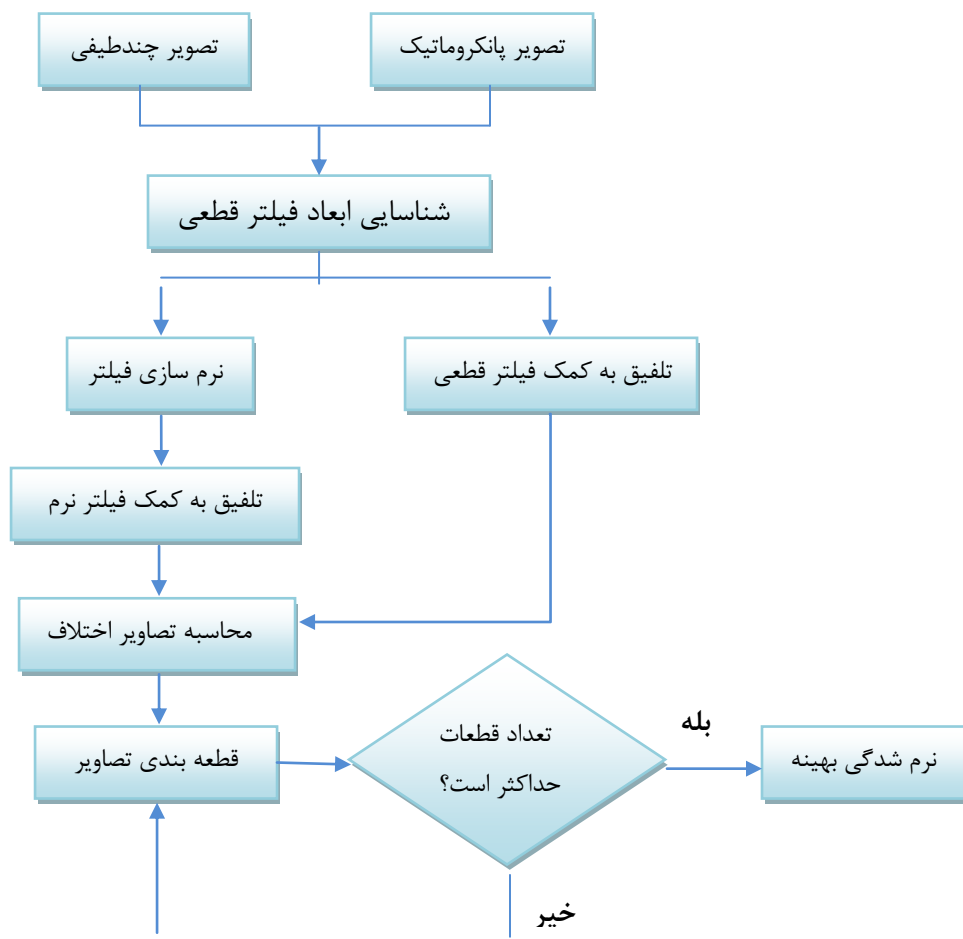 تصویر پانکروماتیک
تصویر چندطیفی
شناسایی ابعاد فیلتر قطعی
تلفیق به کمک فیلتر قطعی
نرم سازی فیلتر
تلفیق به کمک فیلتر نرم
محاسبه تصاویر اختلاف
قطعه بندی تصاویر
تعداد قطعات
حداکثر است؟
بله
نرم شدگی بهینه
خیر